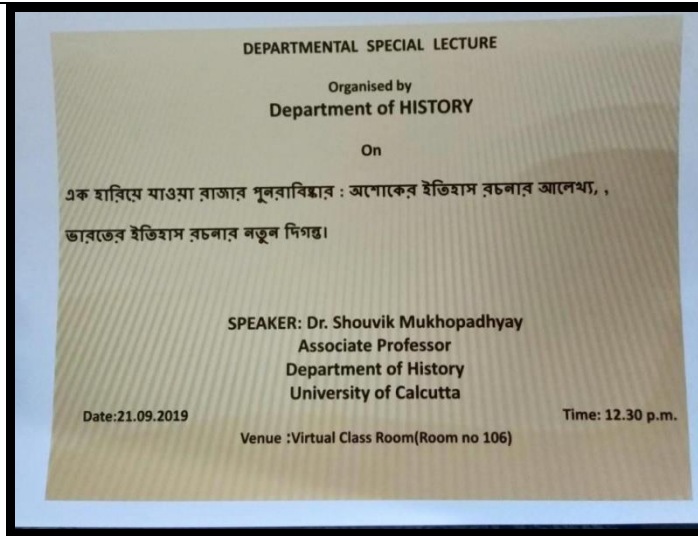 DEPARTMENTAL SPECIAL LECTURE
Organised by
Department of HISTORY
On
এক হারিয়ে যাওয়া রাজার পুনরাবিষ্কার : অশোকের ইতিহাস রচনার আলেখ্য, ,
ভারতের ইতিহাস রচনার নতুন দিগন্ত।
SPEAKER: Dr. Shouvik Mukhopadhyay
Associate Professor
Department of History
University of Calcutta
Date:21.09.2019 Time: 12.30 p.m.
Venue :Virtual Class Room(Room no 106)